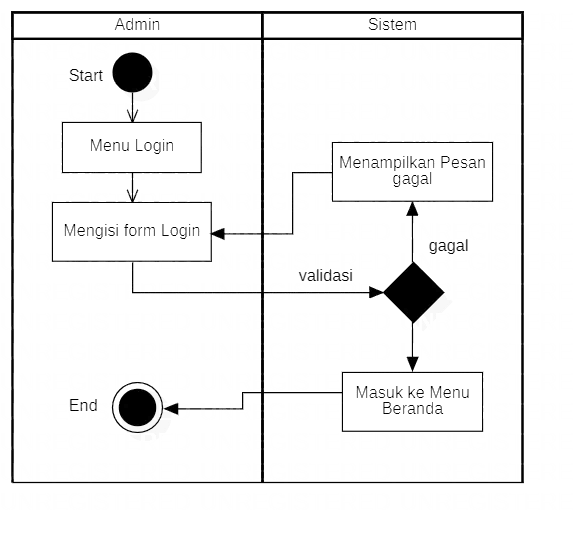 Admin
Sistem
Start
Menu Login
Menampilkan Pesan
gagal
Mengisi form Login
gagal
validasi
Masuk ke Menu
Beranda
End